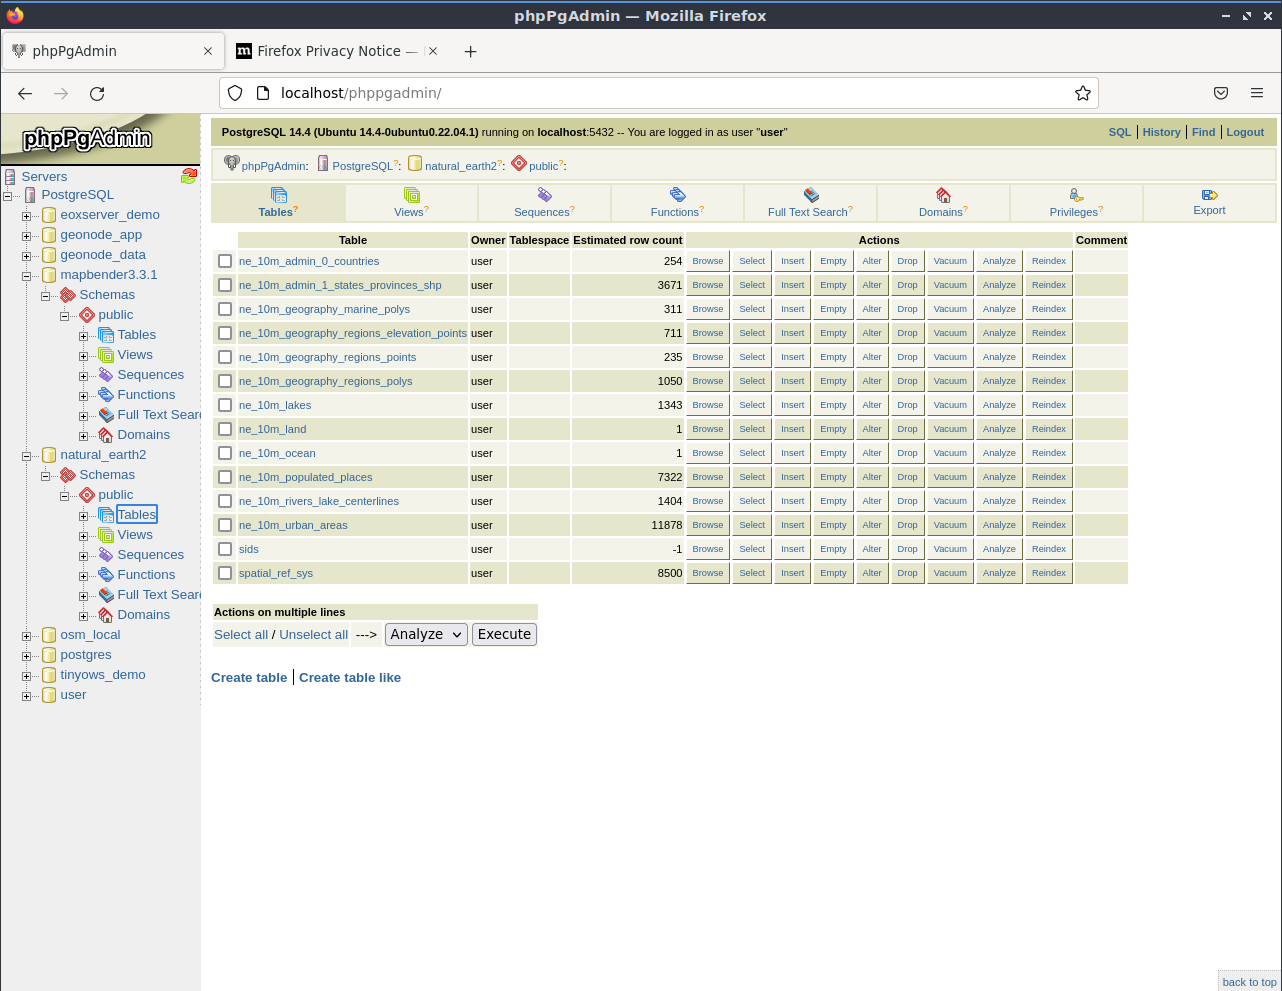 phpPgAdmin — Mozilla Firefox
phpPgAdmin
Firefox Privacy Notice —
localhost/phppgadmin/
phpPgAdmin
Servers
PostgreSQL
eoxserver_demo
geonode_app
geonode_data
mapbender3.3.1
Schemas
public
Tables
Views
Sequences
Functions
Full Text Sear
Domains
natural_earth2
Schemas
public
Tables
Views
Sequences
Functions
Full Text Sear
Domains
osm_local
postgres
tinyows_demo
user
PostgreSQL 14.4 (Ubuntu 14.4-0ubuntu0.22.04.1) running on localhost:5432 -- You are logged in as user "user"
SQL History Find Logout
phpPgAdmin: PostgreSQL?: natural_earth2?: public?:
Tables? Views? Sequences? Functions? Full Text Search? Domains? Privileges? Export
Table Owner Tablespace Estimated row count Actions Comment
ne_10m_admin_0_countries user 254 Browse Select Insert Empty Alter Drop Vacuum Analyze Reindex
ne_10m_admin_1_states_provinces_shp user 3671 Browse Select Insert Empty Alter Drop Vacuum Analyze Reindex
ne_10m_geography_marine_polys user 311 Browse Select Insert Empty Alter Drop Vacuum Analyze Reindex
ne_10m_geography_regions_elevation_points user 711 Browse Select Insert Empty Alter Drop Vacuum Analyze Reindex
ne_10m_geography_regions_points user 235 Browse Select Insert Empty Alter Drop Vacuum Analyze Reindex
ne_10m_geography_regions_polys user 1050 Browse Select Insert Empty Alter Drop Vacuum Analyze Reindex
ne_10m_lakes user 1343 Browse Select Insert Empty Alter Drop Vacuum Analyze Reindex
ne_10m_land user 1 Browse Select Insert Empty Alter Drop Vacuum Analyze Reindex
ne_10m_ocean user 1 Browse Select Insert Empty Alter Drop Vacuum Analyze Reindex
ne_10m_populated_places user 7322 Browse Select Insert Empty Alter Drop Vacuum Analyze Reindex
ne_10m_rivers_lake_centerlines user 1404 Browse Select Insert Empty Alter Drop Vacuum Analyze Reindex
ne_10m_urban_areas user 11878 Browse Select Insert Empty Alter Drop Vacuum Analyze Reindex
sids user -1 Browse Select Insert Empty Alter Drop Vacuum Analyze Reindex
spatial_ref_sys user 8500 Browse Select Insert Empty Alter Drop Vacuum Analyze Reindex
Actions on multiple lines
Select all / Unselect all ---> Analyze Execute
Create table Create table like
back to top